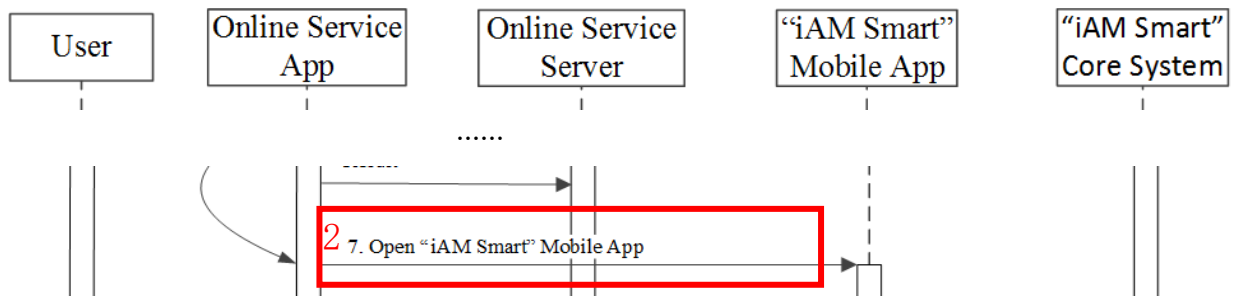 User
Online Service
App
Online Service
Server
“iAM Smart”
Mobile App
“iAM Smart”
Core System
......
2 7. Open “iAM Smart” Mobile App